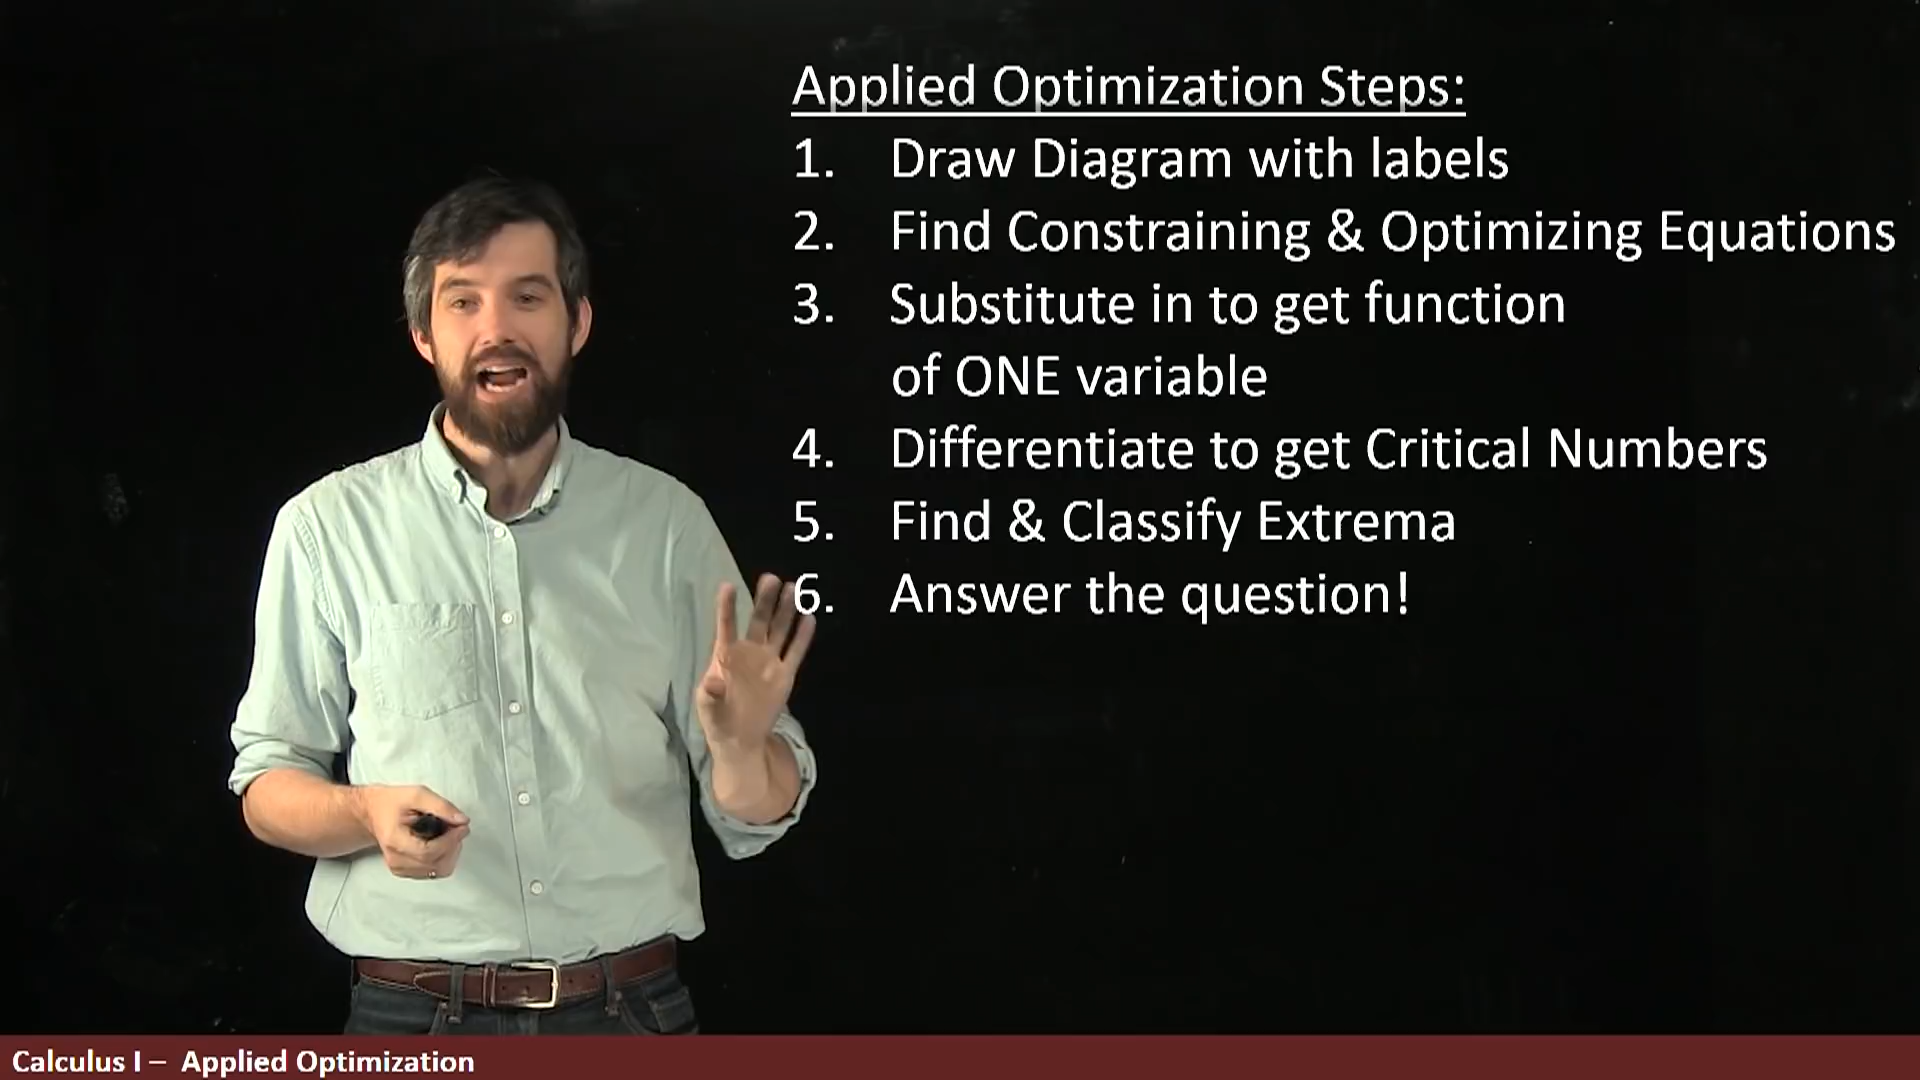 Applied Optimization Steps:
1. Draw Diagram with labels
2. Find Constraining & Optimizing Equations
3. Substitute in to get function
of ONE variable
4. Differentiate to get Critical Numbers
5. Find & Classify Extrema
6. Answer the question!
Calculus I – Applied Optimization